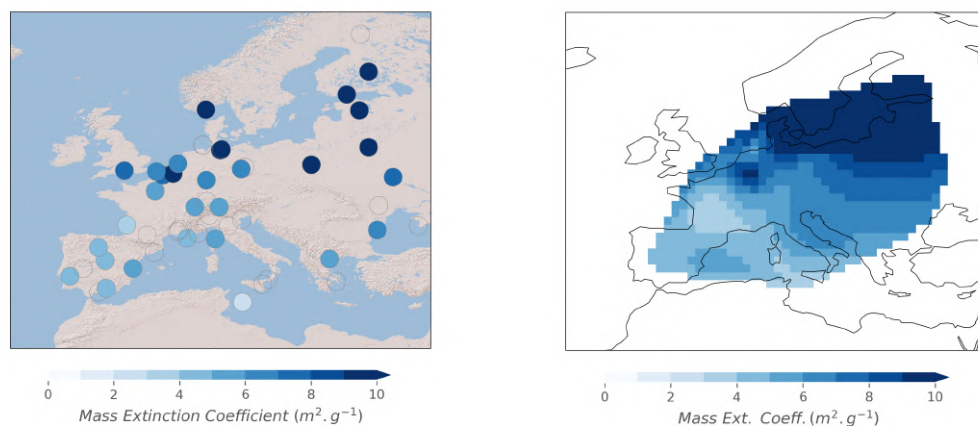 0 2 4 6 8 10
Mass Extinction Coefficient (m². g⁻¹)
0 2 4 6 8 10
Mass Ext. Coeff. (m². g⁻¹)